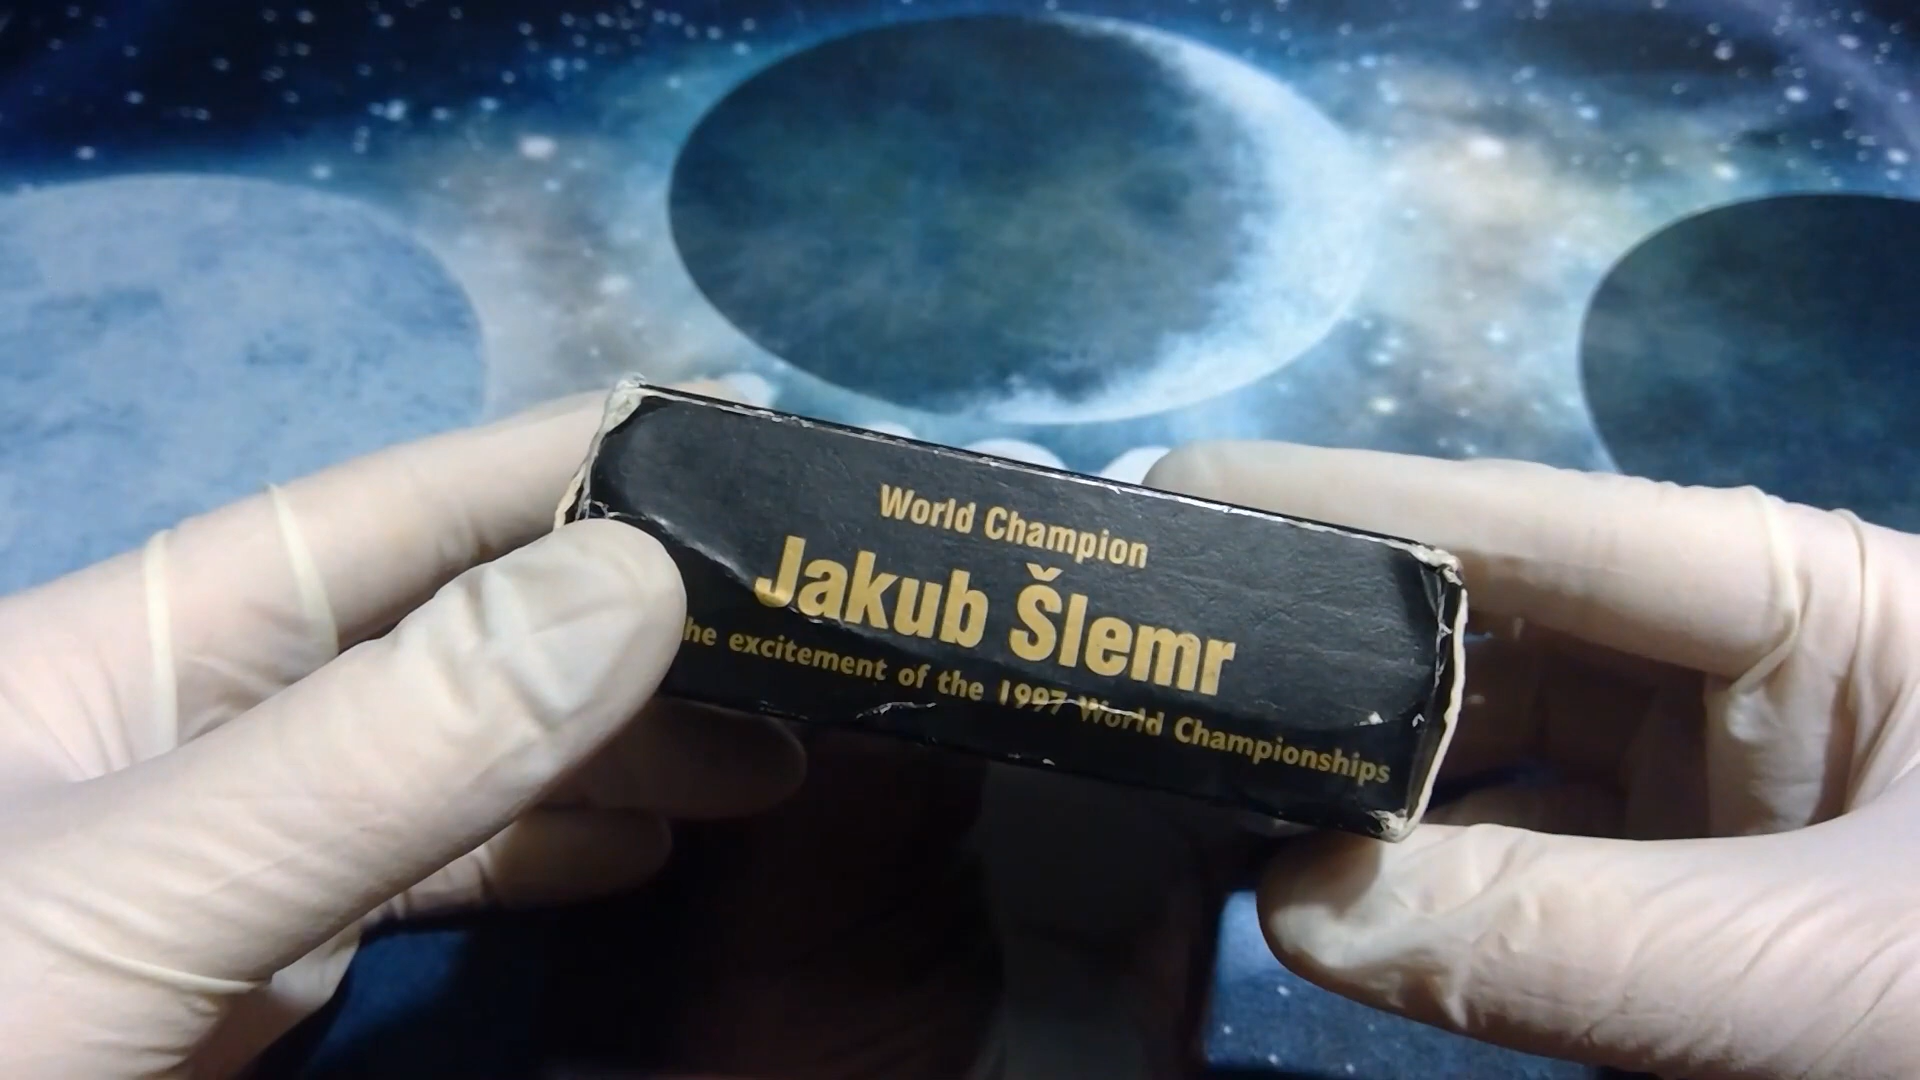 World Champion
Jakub Šlemr
he excitement of the 1997 World Championships